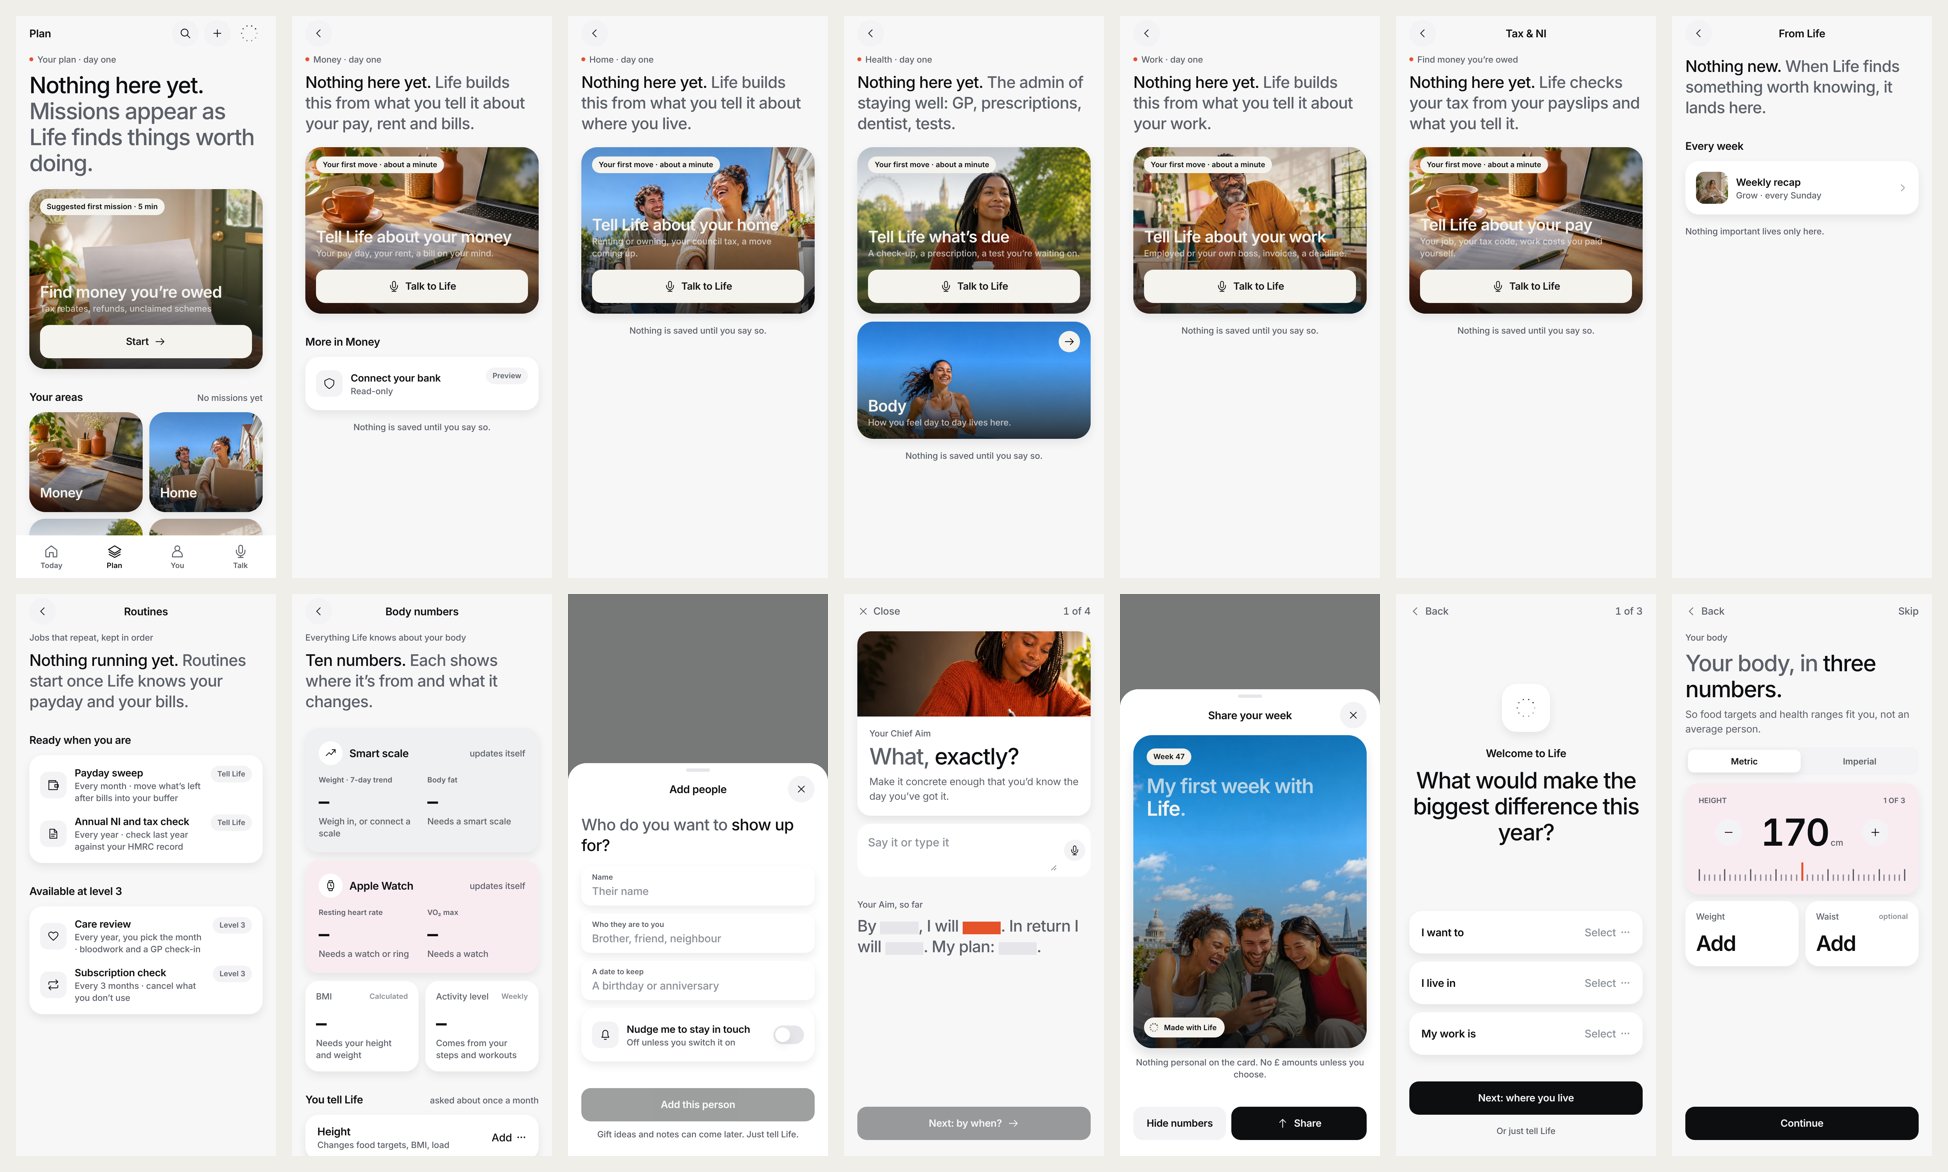 Plan
Your plan · day one
Nothing here yet.
Missions appear as
Life finds things worth
doing.
Suggested first mission · 5 min
Find money you're owed
Tax rebates, refunds, unclaimed schemes
Start →
Your areas
No missions yet
Money
Home
Today
Plan
You
Talk
Money · day one
Nothing here yet. Life builds
this from what you tell it about
your pay, rent and bills.
Your first move · about a minute
Tell Life about your money
Your pay day, your rent, a bill on your mind.
Talk to Life
More in Money
Connect your bank
Read-only
Preview
Nothing is saved until you say so.
Home · day one
Nothing here yet. Life builds
this from what you tell it about
where you live.
Your first move · about a minute
Tell Life about your home
Renting or owning, your council tax, a move
coming up.
Talk to Life
Nothing is saved until you say so.
Health · day one
Nothing here yet. The admin of
staying well: GP, prescriptions,
dentist, tests.
Your first move · about a minute
Tell Life what's due
A check-up, a prescription, a test you're waiting on.
Talk to Life
Body
How you feel day to day lives here.
Nothing is saved until you say so.
Work · day one
Nothing here yet. Life builds
this from what you tell it about
your work.
Your first move · about a minute
Tell Life about your work
Employed or your own boss, invoices, a deadline.
Talk to Life
Nothing is saved until you say so.
Tax & NI
Find money you're owed
Nothing here yet. Life checks
your tax from your payslips and
what you tell it.
Your first move · about a minute
Tell Life about your pay
Your job, your tax code, work costs you paid
yourself.
Talk to Life
Nothing is saved until you say so.
From Life
Nothing new. When Life finds
something worth knowing, it
lands here.
Every week
Weekly recap
Grow · every Sunday
Nothing important lives only here.
Routines
Jobs that repeat, kept in order
Nothing running yet. Routines
start once Life knows your
payday and your bills.
Ready when you are
Payday sweep
Every month · move what's left
after bills into your buffer
Tell Life
Annual NI and tax check
Every year · check last year
against your HMRC record
Tell Life
Available at level 3
Care review
Every year, you pick the month
· bloodwork and a GP check-in
Level 3
Subscription check
Every 3 months · cancel what
you don't use
Level 3
Body numbers
Everything Life knows about your body
Ten numbers. Each shows
where it's from and what it
changes.
Smart scale
updates itself
Weight · 7-day trend
Body fat
–
–
Weigh in, or connect a
scale
Needs a smart scale
Apple Watch
updates itself
Resting heart rate
VO₂ max
–
–
Needs a watch or ring
Needs a watch
BMI
Calculated
–
Needs your height
and weight
Activity level
Weekly
–
Comes from your
steps and workouts
You tell Life
asked about once a month
Height
Changes food targets, BMI, load
Add ···
Add people
Who do you want to show up
for?
Name
Their name
Who they are to you
Brother, friend, neighbour
A date to keep
A birthday or anniversary
Nudge me to stay in touch
Off unless you switch it on
Add this person
Gift ideas and notes can come later. Just tell Life.
Close
1 of 4
Your Chief Aim
What, exactly?
Make it concrete enough that you'd know the
day you've got it.
Say it or type it
Your Aim, so far
By , I will . In return I
will . My plan: .
Next: by when? →
Share your week
Week 47
My first week with
Life.
Made with Life
Nothing personal on the card. No £ amounts unless you
choose.
Hide numbers
Share
Back
1 of 3
Welcome to Life
What would make the
biggest difference this
year?
I want to
Select ···
I live in
Select ···
My work is
Select ···
Next: where you live
Or just tell Life
Back
Skip
Your body
Your body, in three
numbers.
So food targets and health ranges fit you, not an
average person.
Metric
Imperial
HEIGHT
1 OF 3
− 170 cm +
Weight
Add
Waist
optional
Add
Continue